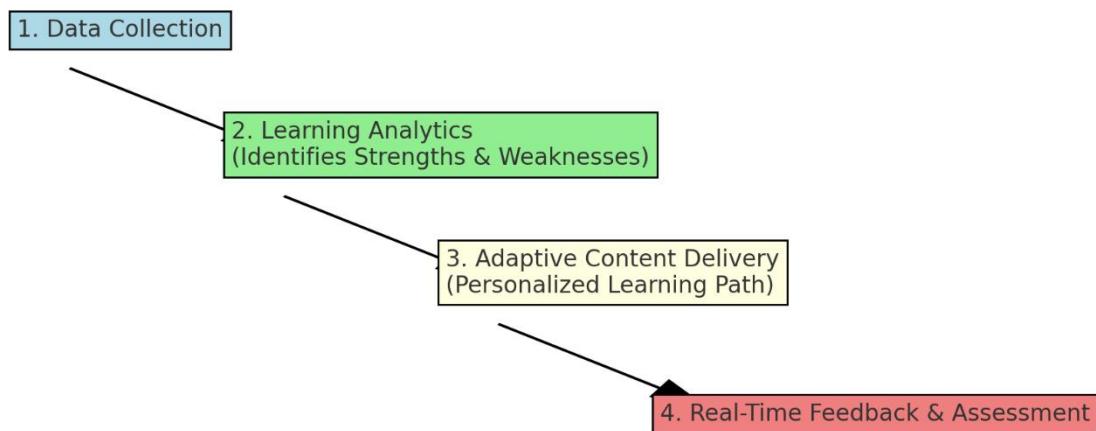 1. Data Collection
2. Learning Analytics
(Identifies Strengths & Weaknesses)
3. Adaptive Content Delivery
(Personalized Learning Path)
4. Real-Time Feedback & Assessment